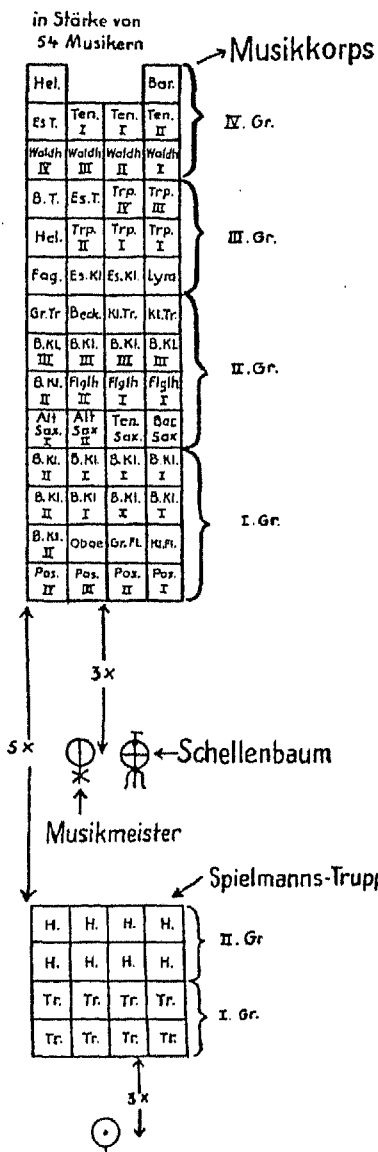 in Stärke von
54 Musikern
Musikkorps
Hel. Bar.
Es T. Ten. I Ten. I Ten. II
IV. Gr.
Waldh IV Waldh III Waldh II Waldh I
B.T. Es.T. Trp. IV Trp. III
Hel. Trp. II Trp. I Trp. I
III. Gr.
Fag. Es.Kl Es.Kl. Lyra
Gr.Tr Beck. Kl.Tr. Kl.Tr.
B.Kl. III B.Kl. III B.Kl. III B.Kl. III
II. Gr.
B.Kl. II Flglh II Flglh I Flglh I
Alt Sax. I Alt Sax II Ten. Sax. Bar. Sax
B.Kl. II B.Kl. I B.Kl. I B.Kl. I
B.Kl. II B.Kl I B.Kl. I B.Kl. I
I. Gr.
B.Kl. II Oboe Gr.Fl. Kl.Fl.
Pos. IV Pos. III Pos. II Pos. I
3x
5x
Schellenbaum
Musikmeister
Spielmanns-Trupp
H. H. H. H.
II. Gr
H. H. H. H.
Tr. Tr. Tr. Tr.
I. Gr.
Tr. Tr. Tr. Tr.
3x